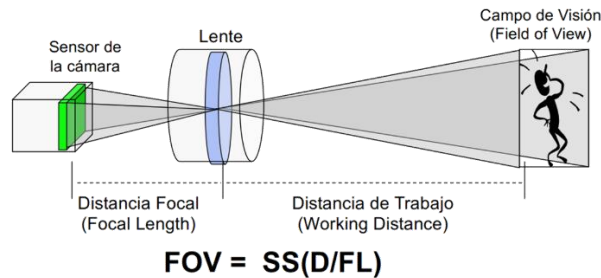 Campo de Visión
(Field of View)
Sensor de
la cámara
Lente
Distancia Focal
(Focal Length)
Distancia de Trabajo
(Working Distance)
FOV = SS(D/FL)